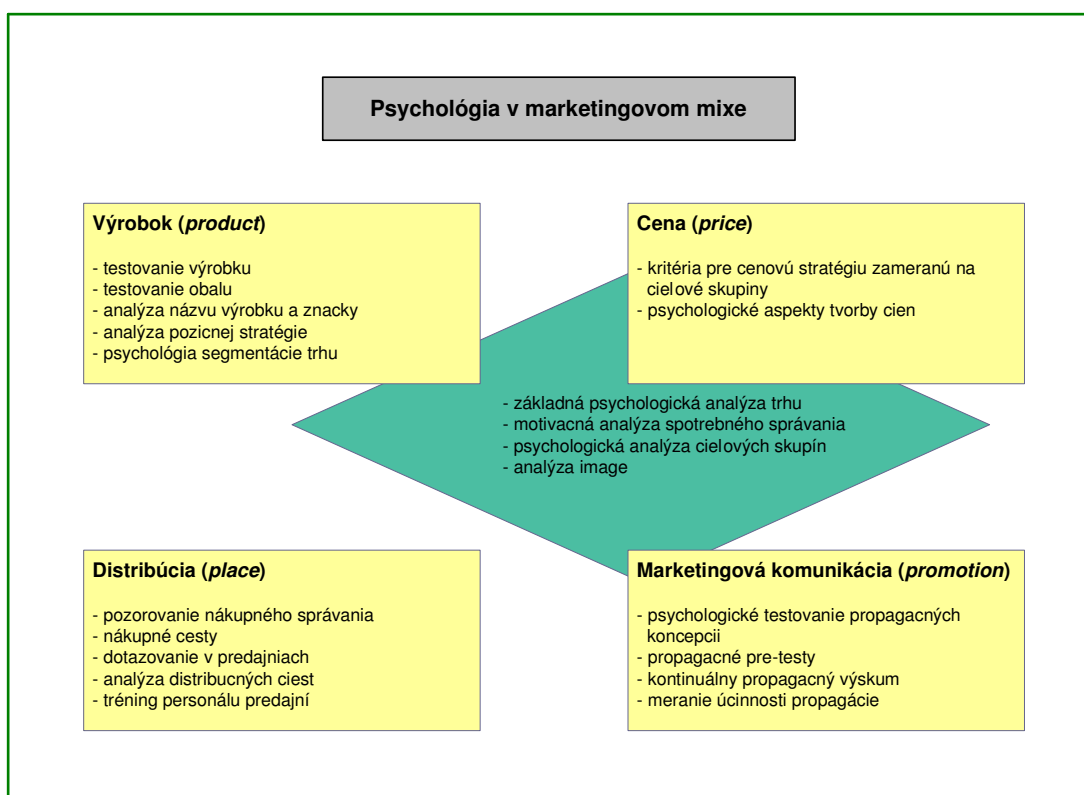 Psychológia v marketingovom mixe
Výrobok (product)
- testovanie výrobku
- testovanie obalu
- analýza názvu výrobku a znacky
- analýza pozicnej stratégie
- psychológia segmentácie trhu
Cena (price)
- kritéria pre cenovú stratégiu zameranú na
cielové skupiny
- psychologické aspekty tvorby cien
- základná psychologická analýza trhu
- motivacná analýza spotrebného správania
- psychologická analýza cielových skupín
- analýza image
Distribúcia (place)
- pozorovanie nákupného správania
- nákupné cesty
- dotazovanie v predajniach
- analýza distribucných ciest
- tréning personálu predajní
Marketingová komunikácia (promotion)
- psychologické testovanie propagacných
koncepcii
- propagacné pre-testy
- kontinuálny propagacný výskum
- meranie úcinnosti propagácie